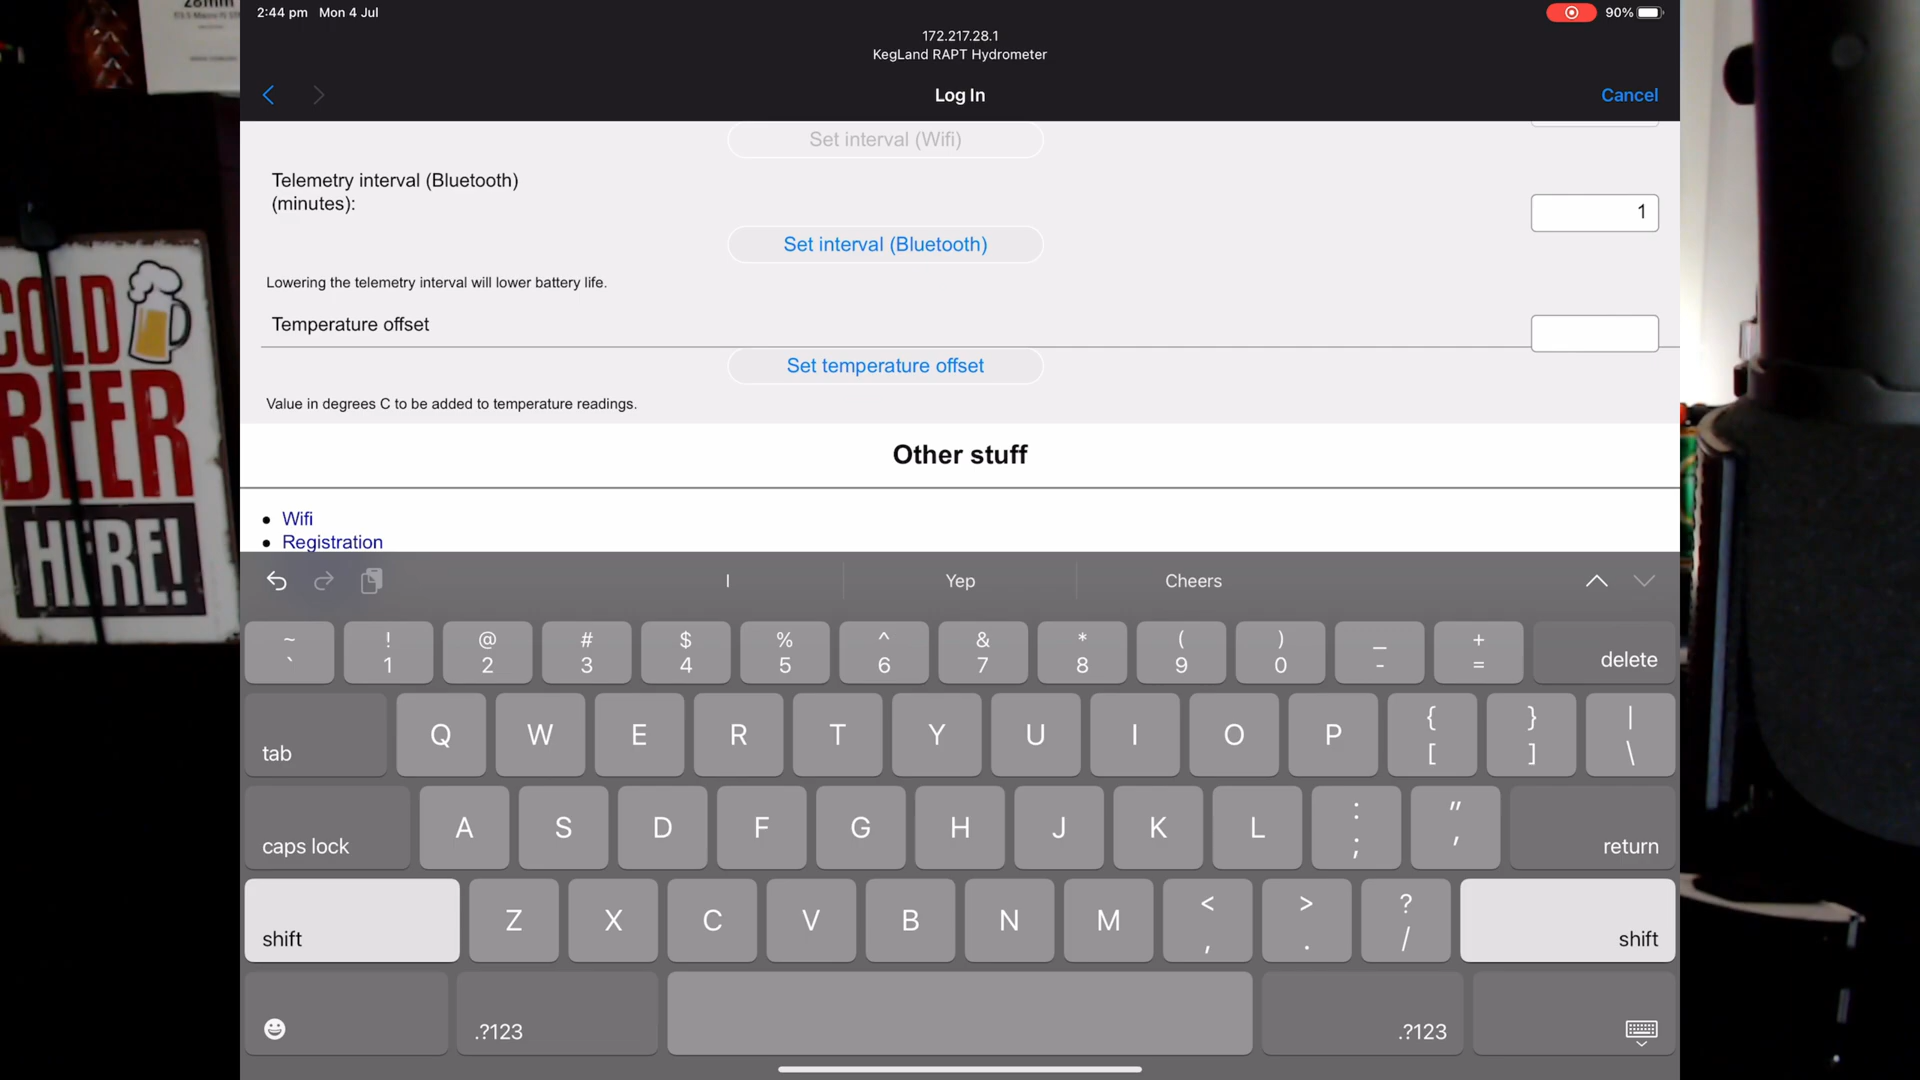 28mm
2:44 pm Mon 4 Jul
90%
172.217.28.1
KegLand RAPT Hydrometer
Log In
Cancel
Set interval (Wifi)
Telemetry interval (Bluetooth)
(minutes):
1
Set interval (Bluetooth)
Lowering the telemetry interval will lower battery life.
Temperature offset
Set temperature offset
Value in degrees C to be added to temperature readings.
Other stuff
Wifi
Registration
COLD
BEER
HERE!
I Yep Cheers
~ ! @ # $ % ^ & * ( ) _ +
` 1 2 3 4 5 6 7 8 9 0 - = delete
tab Q W E R T Y U I O P { [ } ] | \
caps lock A S D F G H J K L : ; " ' return
shift Z X C V B N M < , > . ? / shift
.?123 .?123